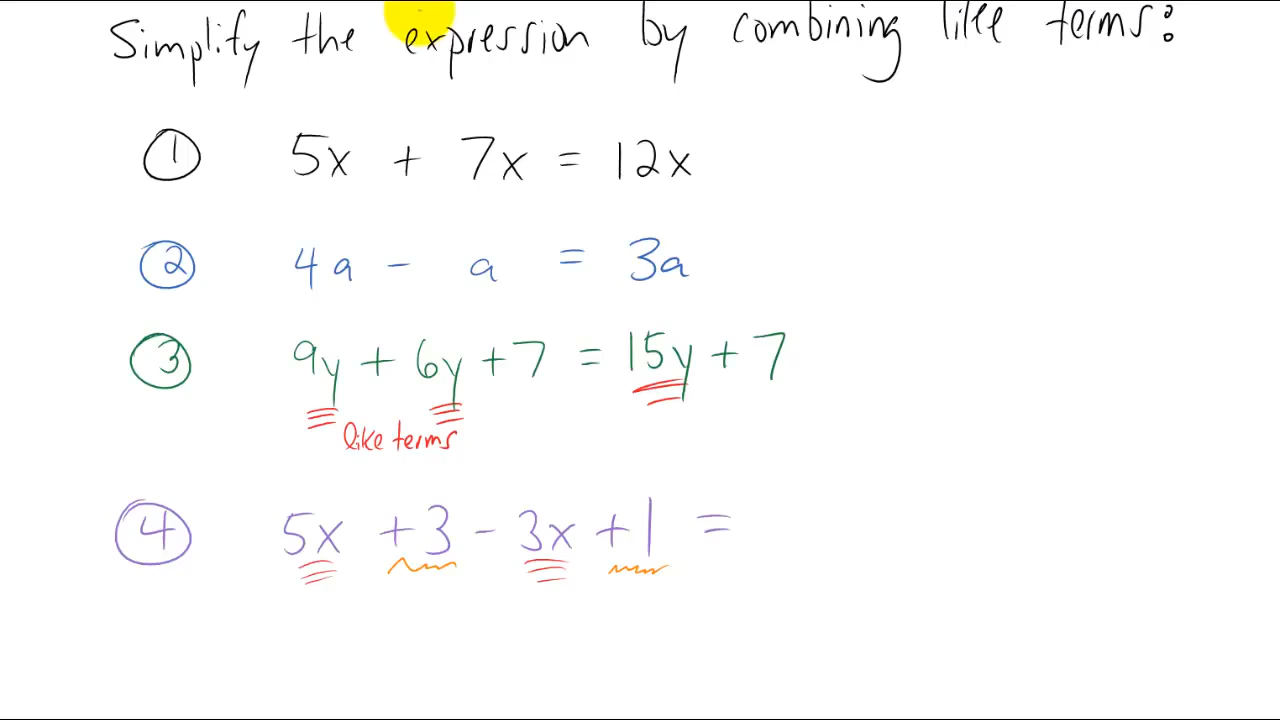 Simplify the expression by combining like terms:
① 5x + 7x = 12x
② 4a - a = 3a
③ 9y + 6y + 7 = 15y + 7
like terms
④ 5x + 3 - 3x + 1 =